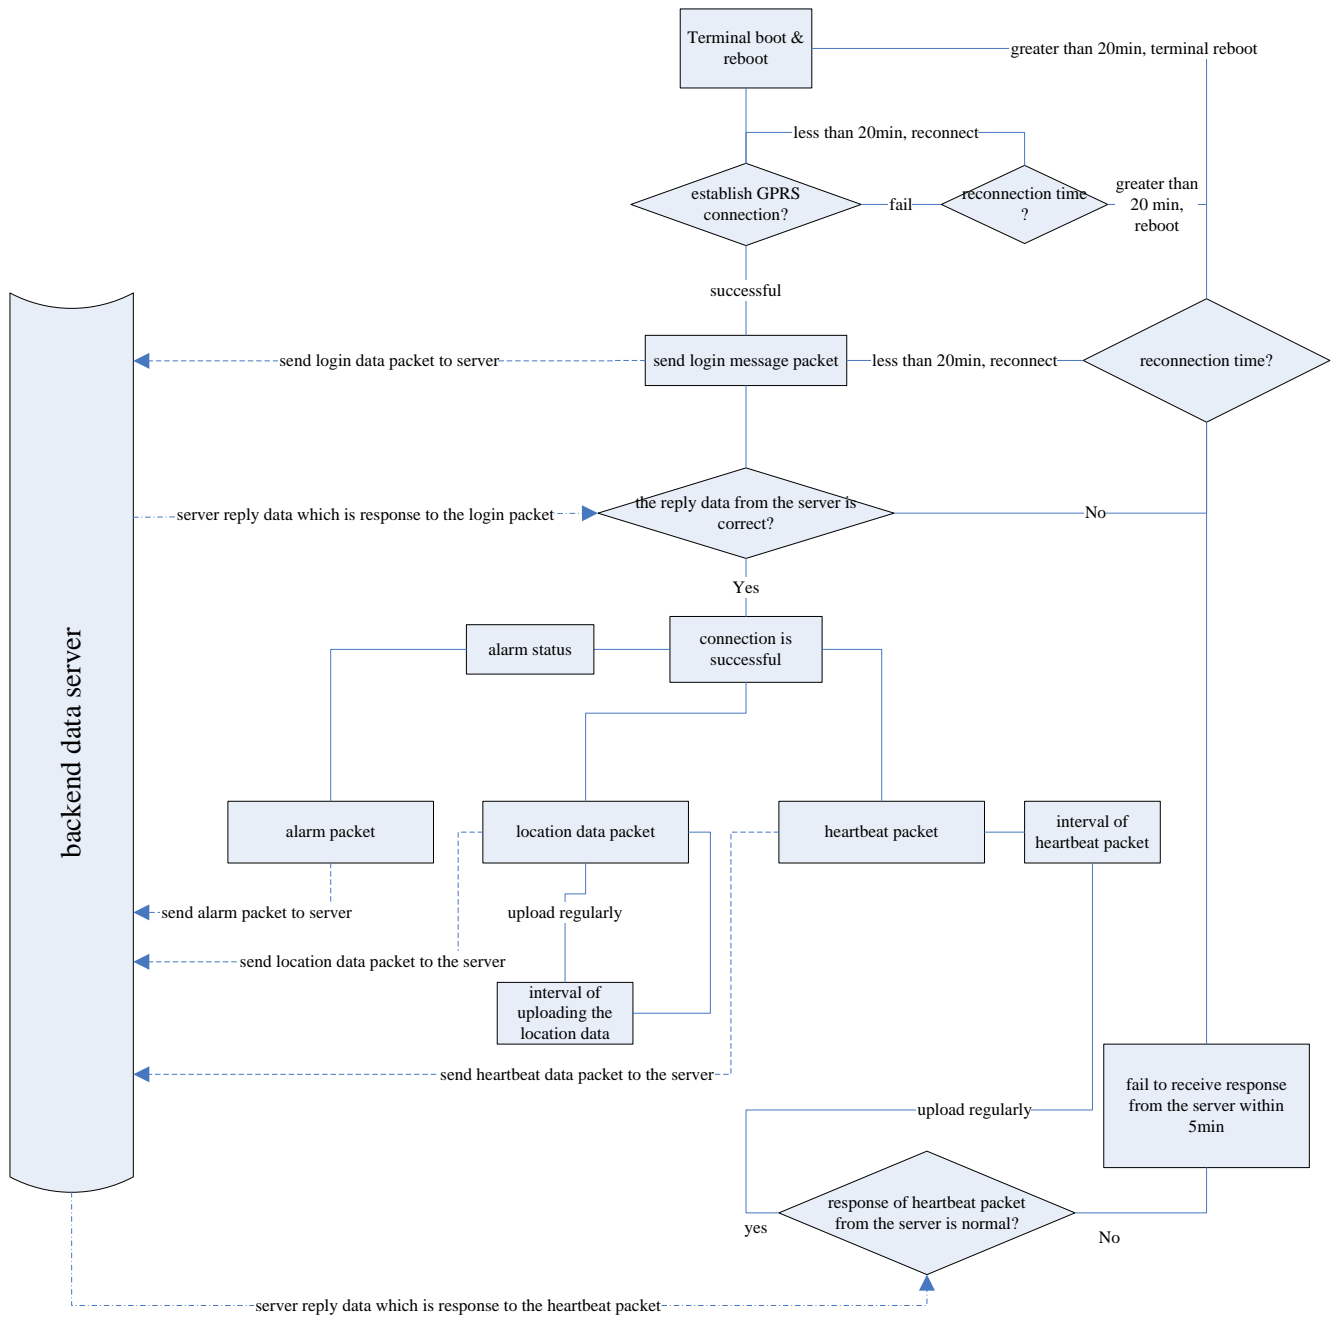 Terminal boot &
reboot
greater than 20min, terminal reboot
less than 20min, reconnect
establish GPRS
connection?
fail
reconnection time
?
greater than
20 min,
reboot
successful
send login data packet to server
send login message packet
less than 20min, reconnect
reconnection time?
server reply data which is response to the login packet
the reply data from the server is
correct?
No
Yes
alarm status
connection is
successful
backend data server
alarm packet
location data packet
heartbeat packet
interval of
heartbeat packet
send alarm packet to server
upload regularly
send location data packet to the server
interval of
uploading the
location data
send heartbeat data packet to the server
upload regularly
fail to receive response
from the server within
5min
response of heartbeat packet
from the server is normal?
yes
No
server reply data which is response to the heartbeat packet